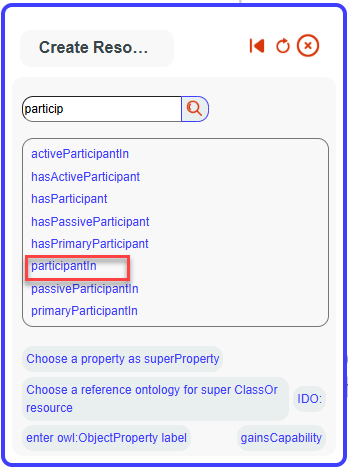 Create Reso…
particip
activeParticipantIn
hasActiveParticipant
hasParticipant
hasPassiveParticipant
hasPrimaryParticipant
participantIn
passiveParticipantIn
primaryParticipantIn
Choose a property as superProperty
Choose a reference ontology for super ClassOr
resource
IDO:
enter owl:ObjectProperty label
gainsCapability